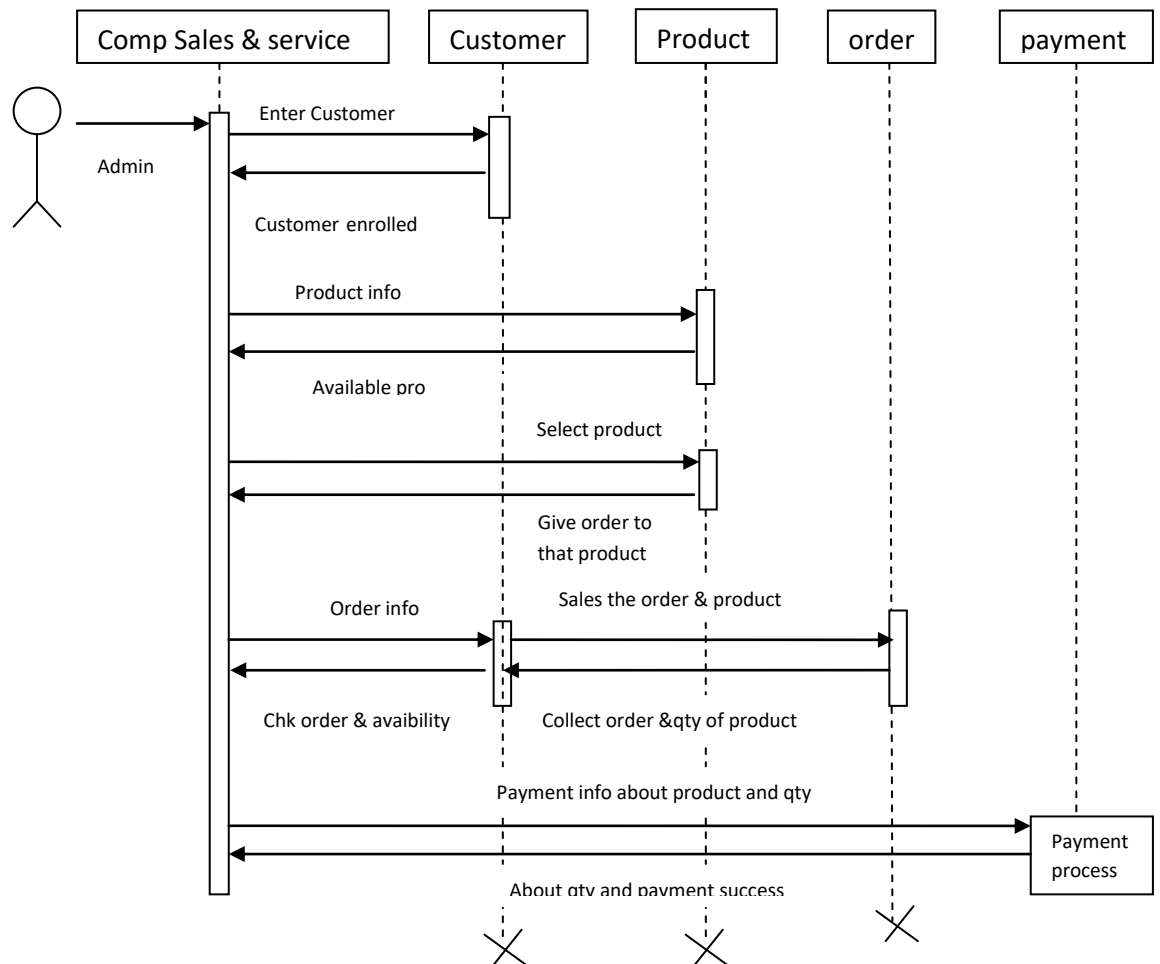 Comp Sales & service
Customer
Product
order
payment
Enter Customer
Admin
Customer enrolled
Product info
Available pro
Select product
Give order to
that product
Sales the order & product
Order info
Chk order & avaibility
Collect order &qty of product
Payment info about product and qty
Payment
process
About qty and payment success